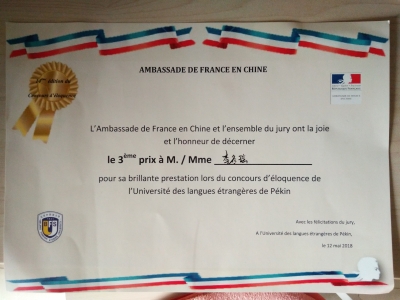 AMBASSADE DE FRANCE EN CHINE
L'Ambassade de France en Chine et l'ensemble du jury ont la joie
et l'honneur de décerner
le 3ème prix à M. / Mme
pour sa brillante prestation lors du concours d'éloquence de
l'Université des langues étrangères de Pékin
Avec les félicitations du jury,
A l'Université des langues étrangères de Pékin,
le 12 mai 2018